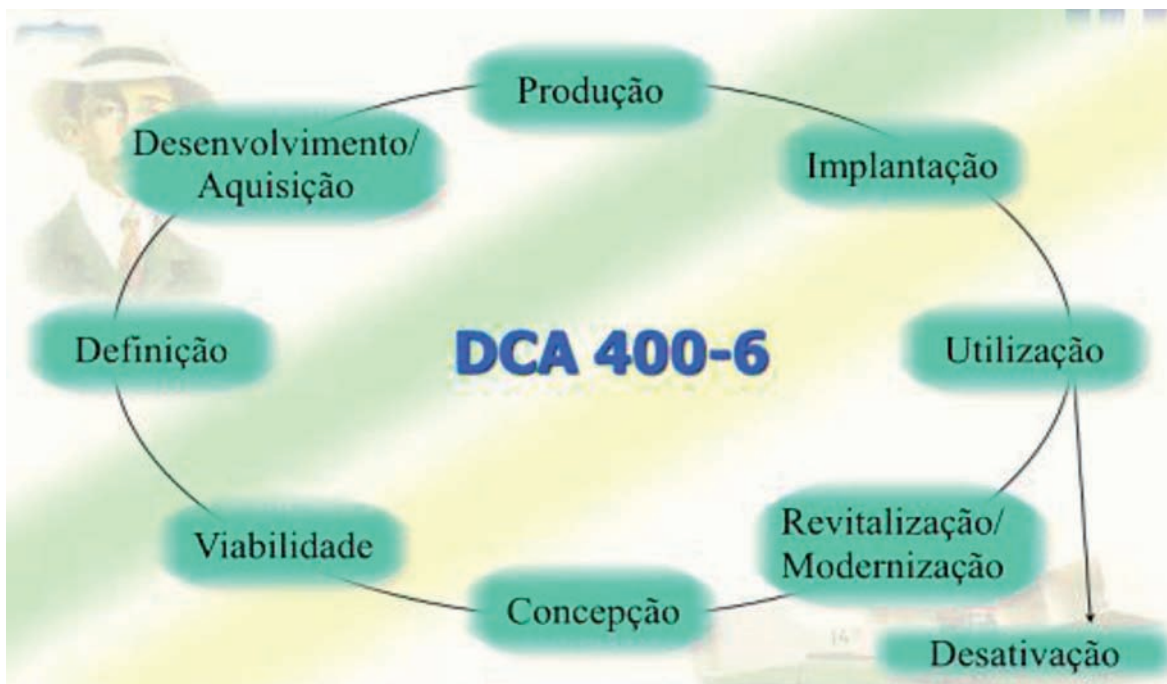 Produção
Desenvolvimento/
Aquisição
Implantação
Definição
DCA 400-6
Utilização
Viabilidade
Revitalização/
Modernização
Concepção
Desativação